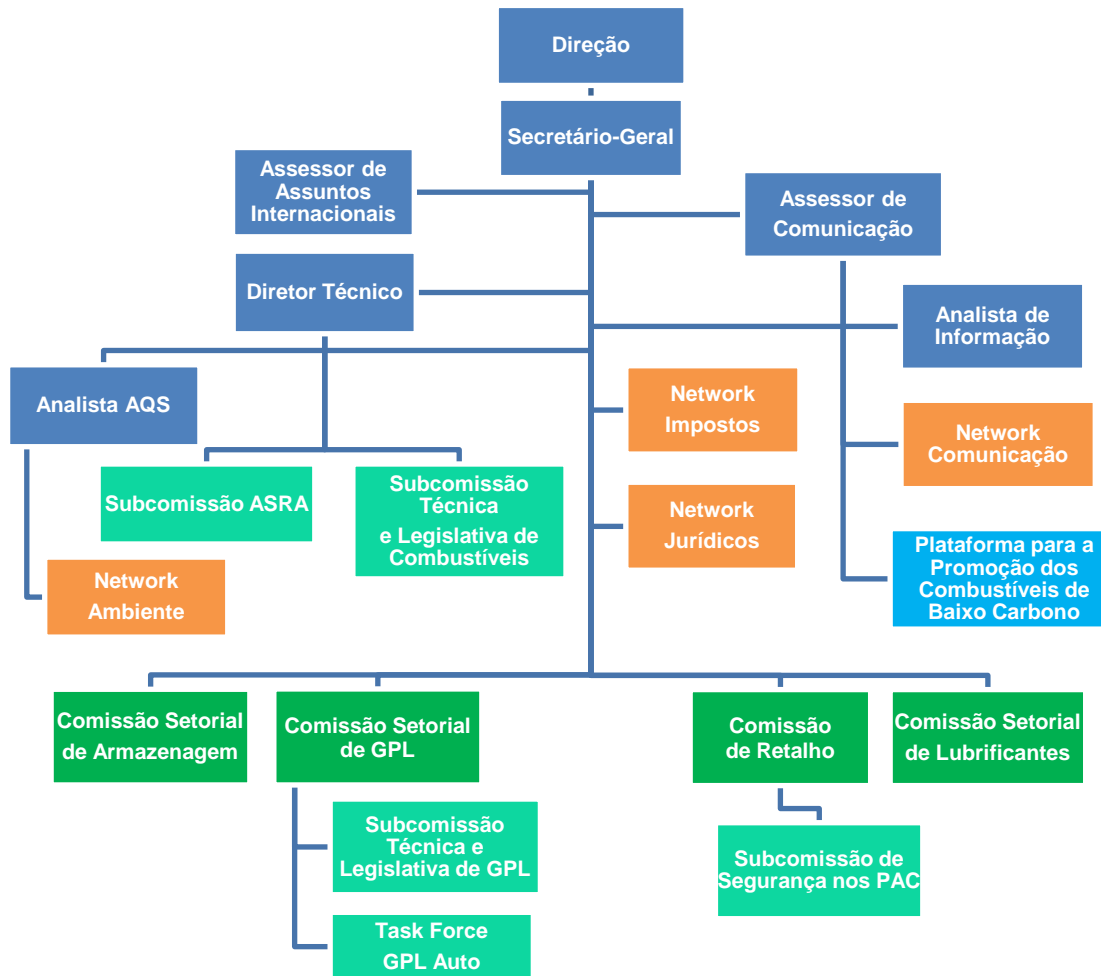 Direção
Secretário-Geral
Assessor de
Assuntos
Internacionais
Assessor de
Comunicação
Diretor Técnico
Analista de
Informação
Analista AQS
Network
Impostos
Network
Comunicação
Subcomissão ASRA
Subcomissão
Técnica
e Legislativa de
Combustíveis
Network
Jurídicos
Plataforma para a
Promoção dos
Combustíveis de
Baixo Carbono
Network
Ambiente
Comissão Setorial
de Armazenagem
Comissão Setorial
de GPL
Comissão
de Retalho
Comissão Setorial
de Lubrificantes
Subcomissão
Técnica e
Legislativa de GPL
Subcomissão de
Segurança nos PAC
Task Force
GPL Auto